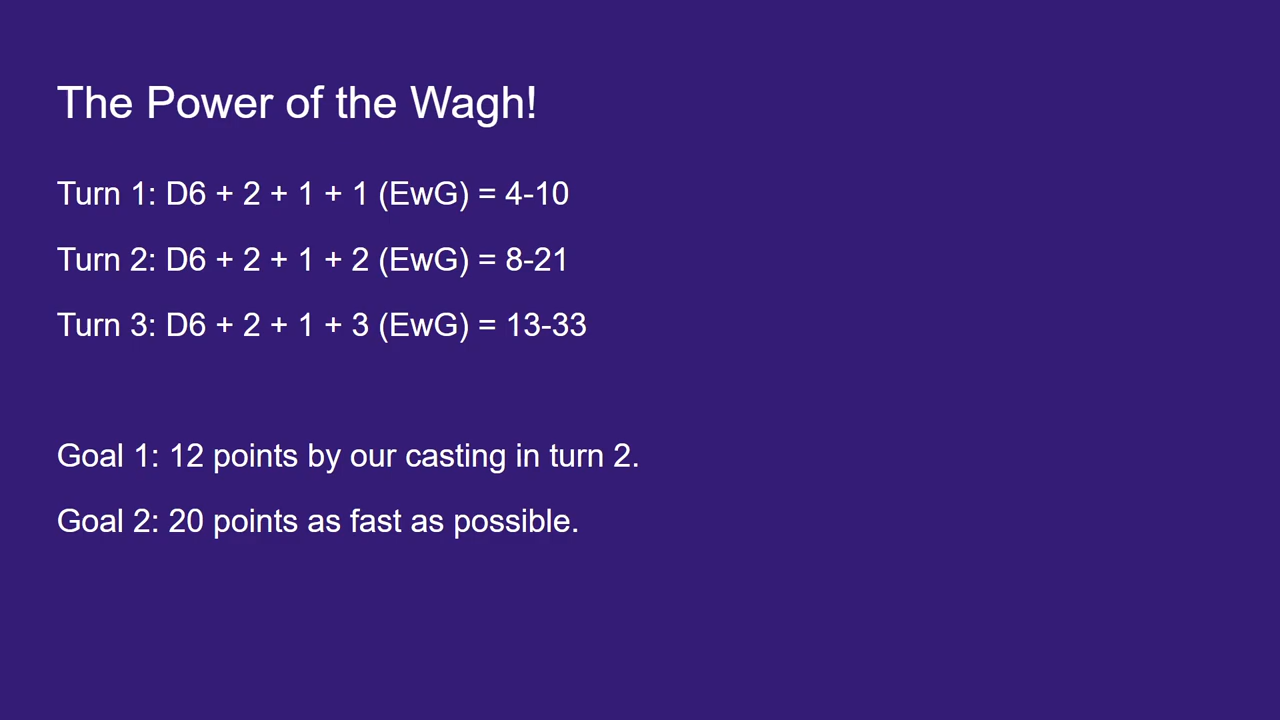 The Power of the Wagh!
Turn 1: D6 + 2 + 1 + 1 (EwG) = 4-10
Turn 2: D6 + 2 + 1 + 2 (EwG) = 8-21
Turn 3: D6 + 2 + 1 + 3 (EwG) = 13-33
Goal 1: 12 points by our casting in turn 2.
Goal 2: 20 points as fast as possible.